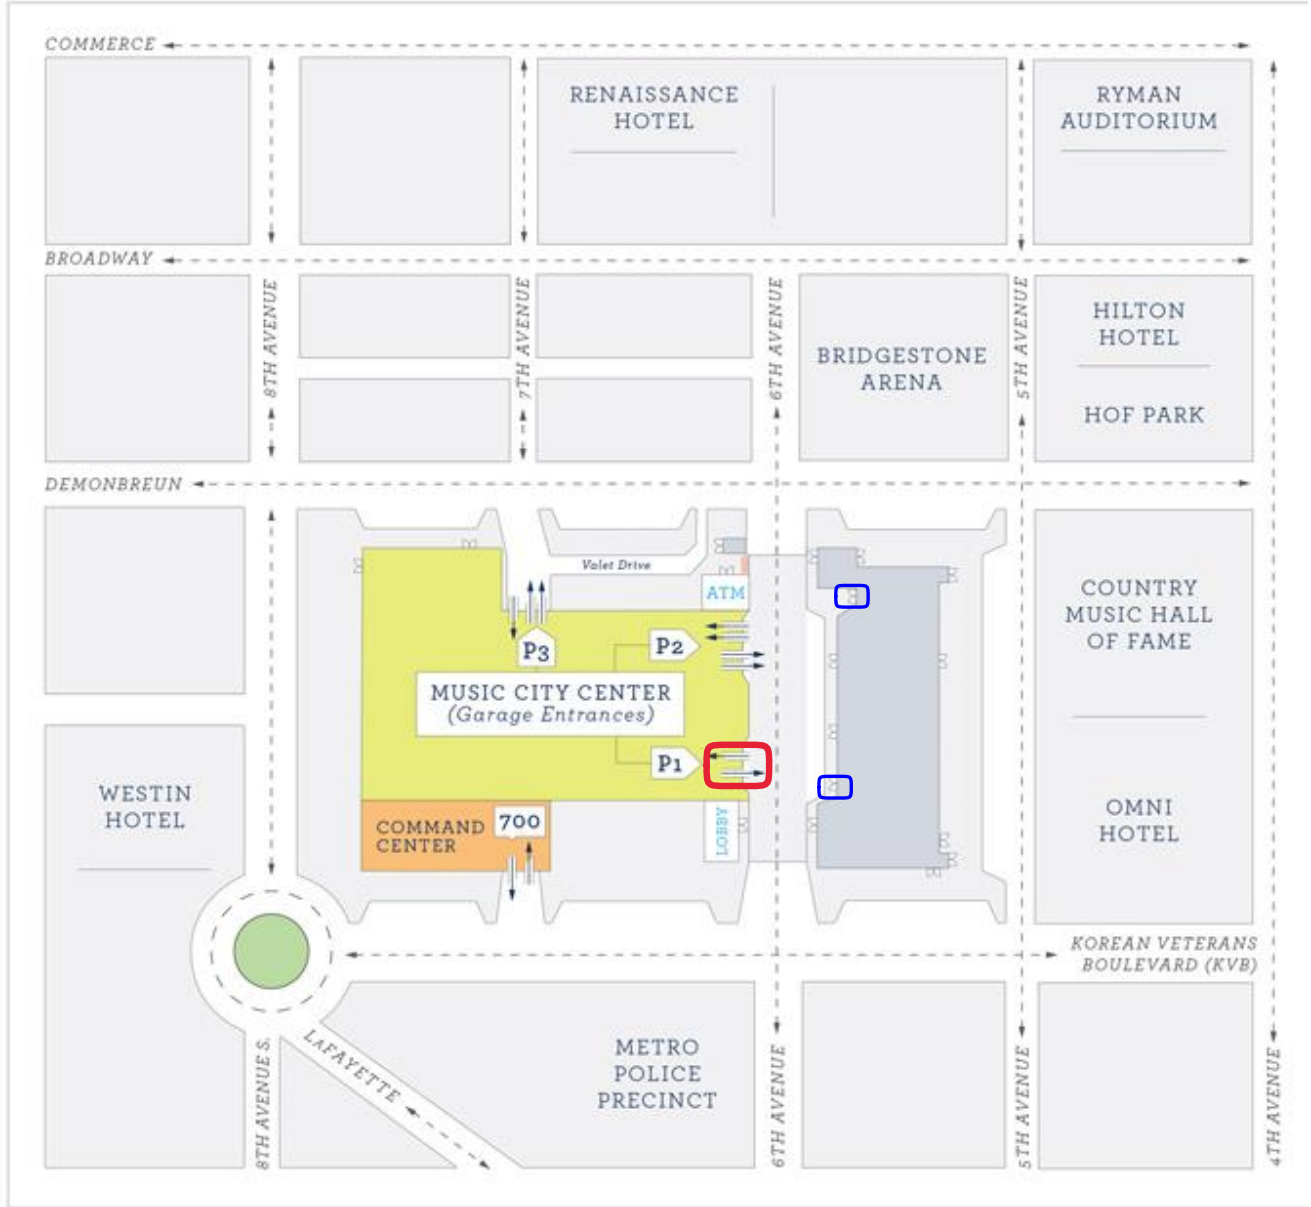 COMMERCE
RENAISSANCE
HOTEL
RYMAN
AUDITORIUM
BROADWAY
8TH AVENUE
7TH AVENUE
6TH AVENUE
5TH AVENUE
BRIDGESTONE
ARENA
HILTON
HOTEL
HOF PARK
DEMONBREUN
Valet Drive
ATM
P3
P2
MUSIC CITY CENTER
(Garage Entrances)
P1
COUNTRY
MUSIC HALL
OF FAME
WESTIN
HOTEL
COMMAND
CENTER
700
LOBBY
OMNI
HOTEL
KOREAN VETERANS
BOULEVARD (KVB)
LAFAYETTE
8TH AVENUE S.
METRO
POLICE
PRECINCT
6TH AVENUE
5TH AVENUE
4TH AVENUE